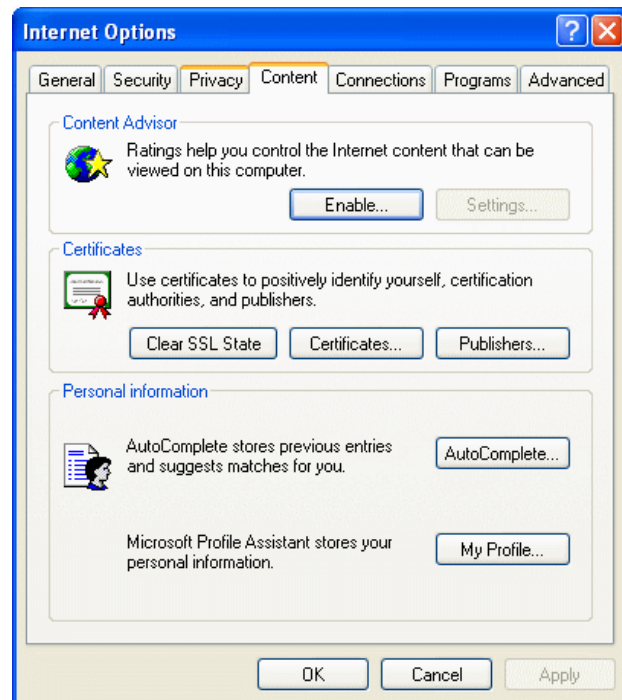 Internet Options
General Security Privacy Content Connections Programs Advanced
Content Advisor
Ratings help you control the Internet content that can be
viewed on this computer.
Enable... Settings...
Certificates
Use certificates to positively identify yourself, certification
authorities, and publishers.
Clear SSL State Certificates... Publishers...
Personal information
AutoComplete stores previous entries
and suggests matches for you.
AutoComplete...
Microsoft Profile Assistant stores your
personal information.
My Profile...
OK Cancel Apply